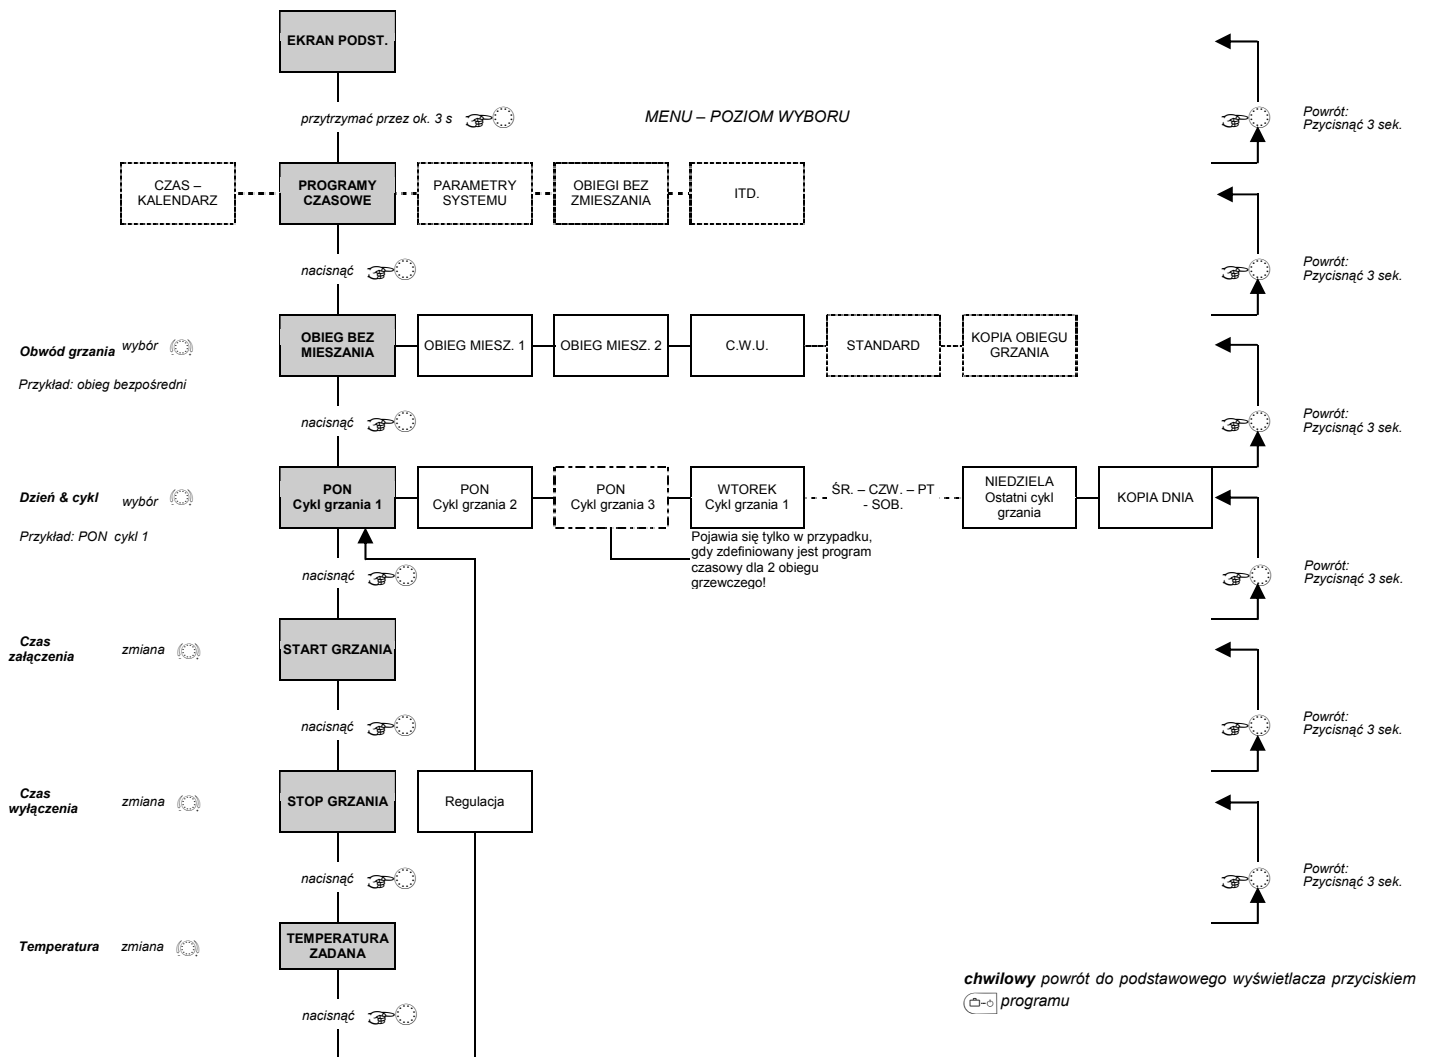 EKRAN PODST.
przytrzymać przez ok. 3 s
MENU – POZIOM WYBORU
Powrót:
Pzycisnąć 3 sek.
CZAS –
KALENDARZ
PROGRAMY
CZASOWE
PARAMETRY
SYSTEMU
OBIEGI BEZ
ZMIESZANIA
ITD.
nacisnąć
Powrót:
Pzycisnąć 3 sek.
Obwód grzania wybór
Przykład: obieg bezpośredni
OBIEG BEZ
MIESZANIA
OBIEG MIESZ. 1
OBIEG MIESZ. 2
C.W.U.
STANDARD
KOPIA OBIEGU
GRZANIA
nacisnąć
Powrót:
Pzycisnąć 3 sek.
Dzień & cykl wybór
Przykład: PON cykl 1
PON
Cykl grzania 1
PON
Cykl grzania 2
PON
Cykl grzania 3
WTOREK
Cykl grzania 1
ŚR. – CZW. – PT
- SOB.
NIEDZIELA
Ostatni cykl
grzania
KOPIA DNIA
Pojawia się tylko w przypadku,
gdy zdefiniowany jest program
czasowy dla 2 obiegu
grzewczego!
nacisnąć
Powrót:
Pzycisnąć 3 sek.
Czas
załączenia
zmiana
START GRZANIA
nacisnąć
Powrót:
Pzycisnąć 3 sek.
Czas
wyłączenia
zmiana
STOP GRZANIA
Regulacja
nacisnąć
Powrót:
Pzycisnąć 3 sek.
Temperatura zmiana
TEMPERATURA
ZADANA
nacisnąć
chwilowy powrót do podstawowego wyświetlacza przyciskiem
programu